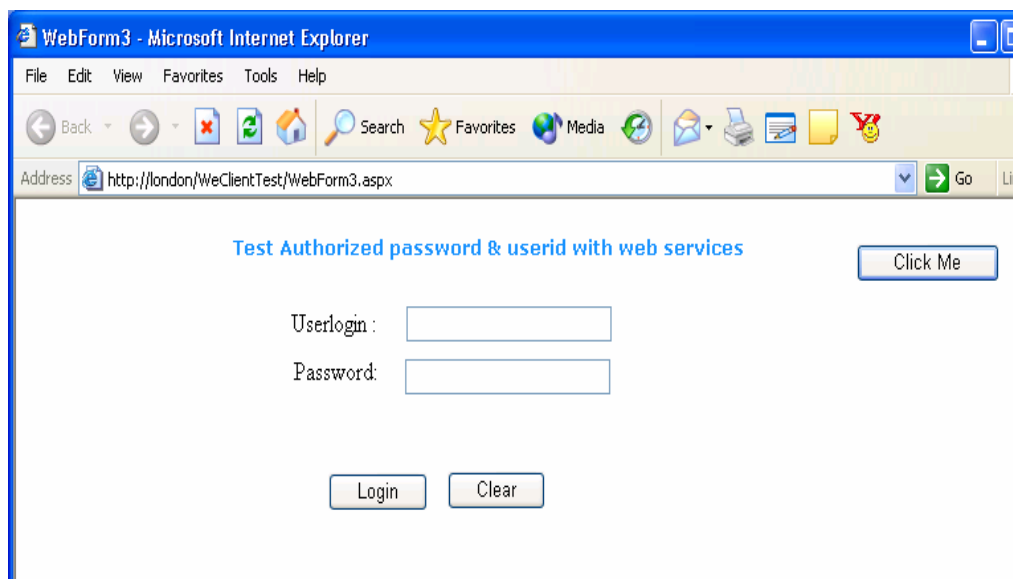 WebForm3 - Microsoft Internet Explorer
File Edit View Favorites Tools Help
Back Search Favorites Media
Address http://london/WeClientTest/WebForm3.aspx Go
Test Authorized password & userid with web services
Click Me
Userlogin :
Password:
Login Clear